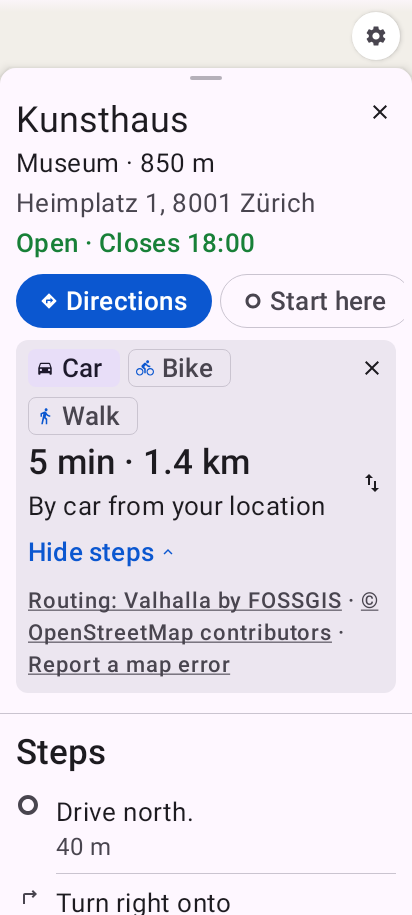 Kunsthaus
Museum · 850 m
Heimplatz 1, 8001 Zürich
Open · Closes 18:00
Directions
Start here
Car
Bike
Walk
5 min · 1.4 km
By car from your location
Hide steps
Routing: Valhalla by FOSSGIS · ©
OpenStreetMap contributors ·
Report a map error
Steps
Drive north.
40 m
Turn right onto